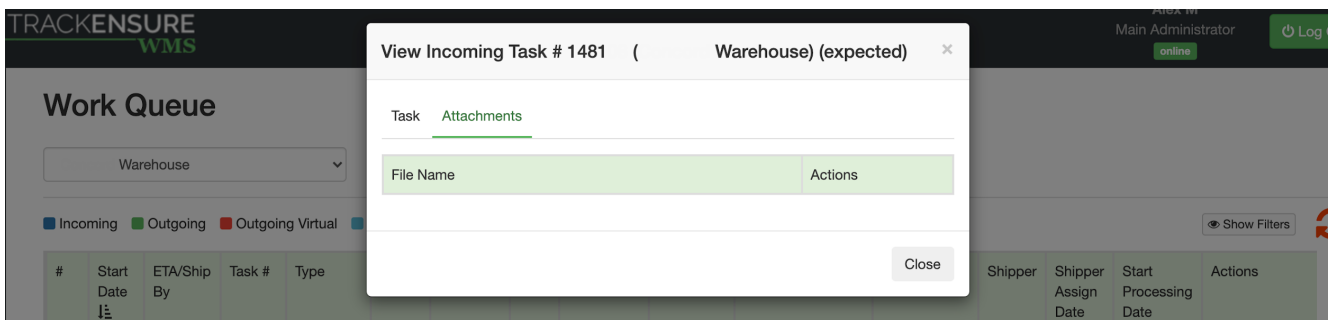 TRACKENSURE
WMS
Alex M
Main Administrator
online
Log
View Incoming Task # 1481 ( Warehouse) (expected)
×
Task Attachments
File Name Actions
Close
Work Queue
Warehouse
Incoming Outgoing Outgoing Virtual
Show Filters
# Start Date ETA/Ship By Task # Type Shipper Shipper Assign Date Start Processing Date Actions